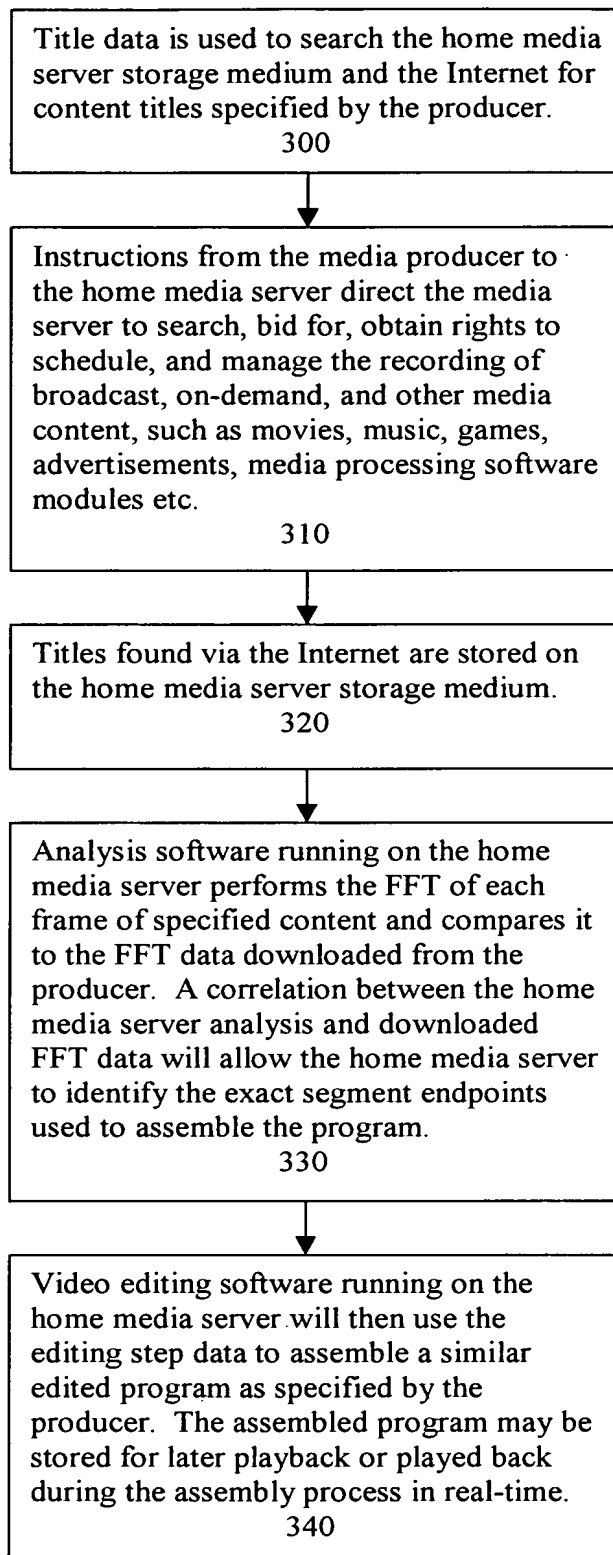 Title data is used to search the home media
server storage medium and the Internet for
content titles specified by the producer.
300
Instructions from the media producer to
the home media server direct the media
server to search, bid for, obtain rights to
schedule, and manage the recording of
broadcast, on-demand, and other media
content, such as movies, music, games,
advertisements, media processing software
modules etc.
310
Titles found via the Internet are stored on
the home media server storage medium.
320
Analysis software running on the home
media server performs the FFT of each
frame of specified content and compares it
to the FFT data downloaded from the
producer.  A correlation between the home
media server analysis and downloaded
FFT data will allow the home media server
to identify the exact segment endpoints
used to assemble the program.
330
Video editing software running on the
home media server will then use the
editing step data to assemble a similar
edited program as specified by the
producer.  The assembled program may be
stored for later playback or played back
during the assembly process in real-time.
340